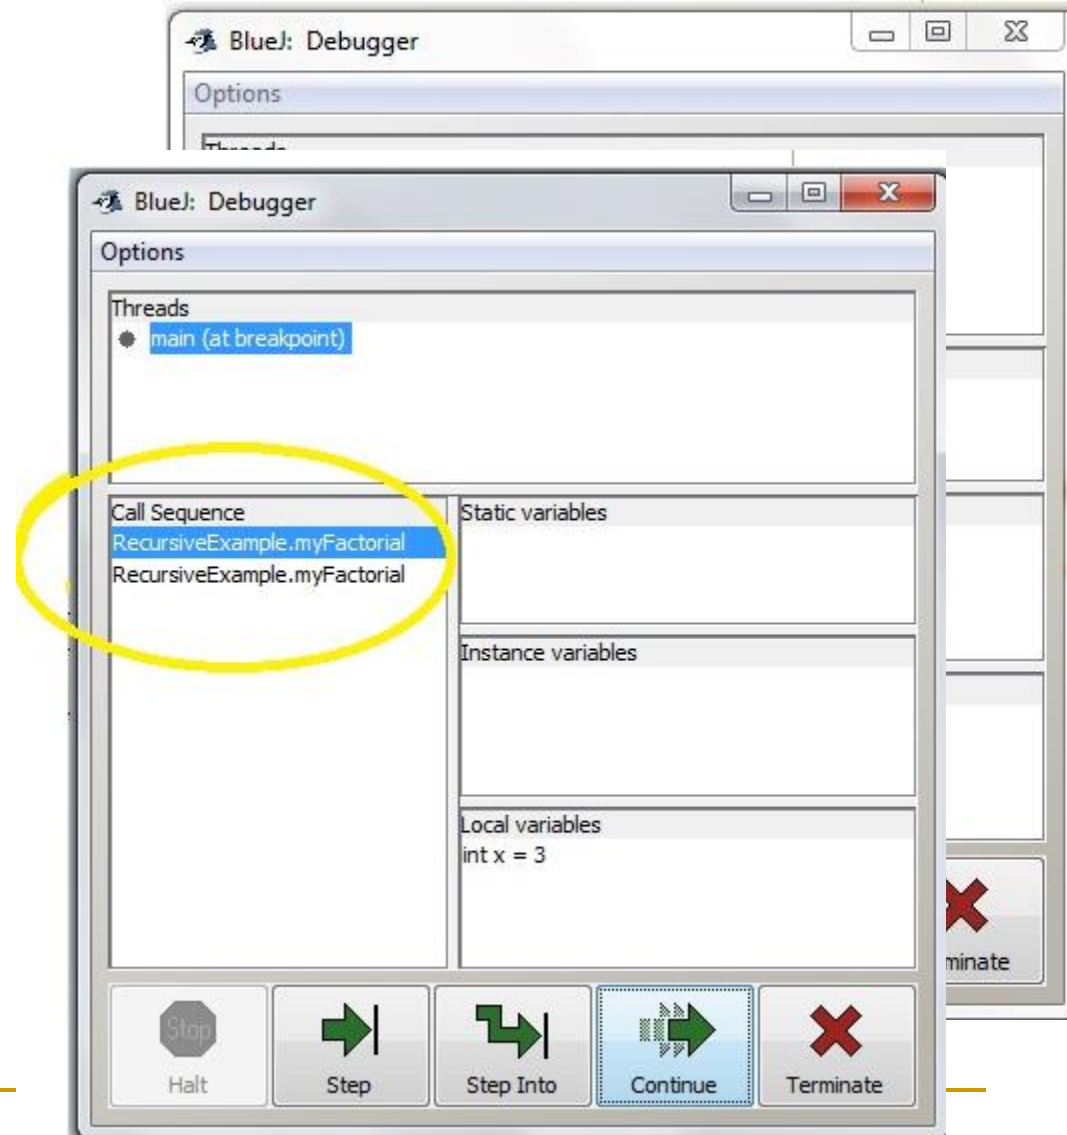 BlueJ: Debugger
Options
BlueJ: Debugger
Options
Threads
main (at breakpoint)
Call Sequence
RecursiveExample.myFactorial
RecursiveExample.myFactorial
Static variables
Instance variables
Local variables
int x = 3
Stop
Halt
Step
Step Into
Continue
Terminate